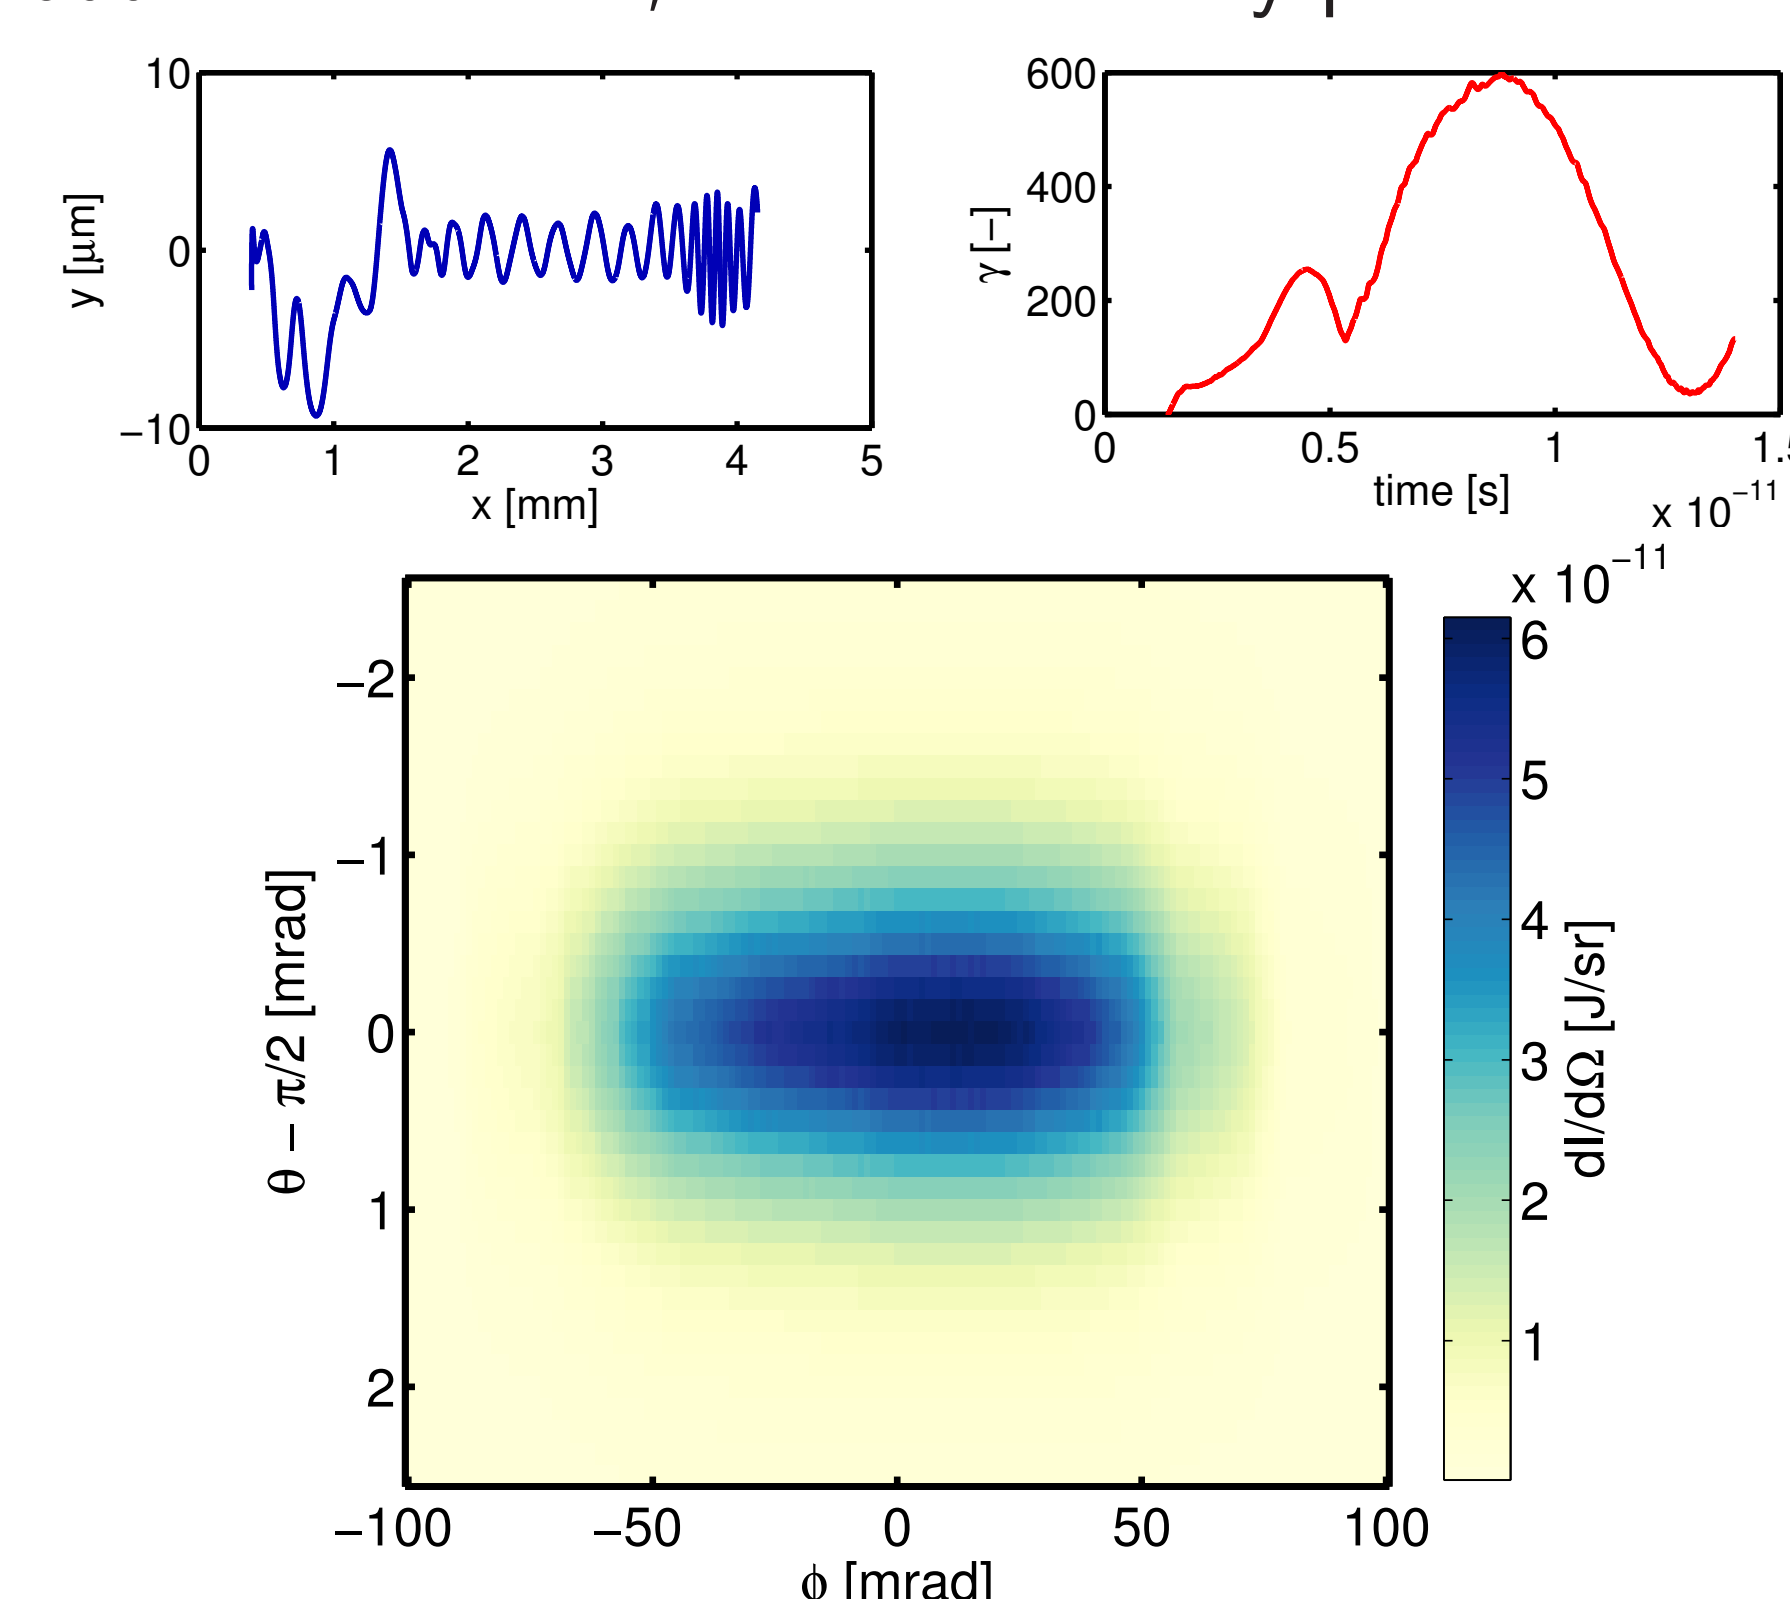 10
0
−10
y [μm]
0 1 2 3 4 5
x [mm]
600
400
200
0
γ [−]
0 0.5 1
time [s]
x 10−11
x 10−11
−2
−1
0
1
2
θ − π/2 [mrad]
−100 −50 0 50 100
φ [mrad]
6
5
4
3
2
1
dI/dΩ [J/sr]